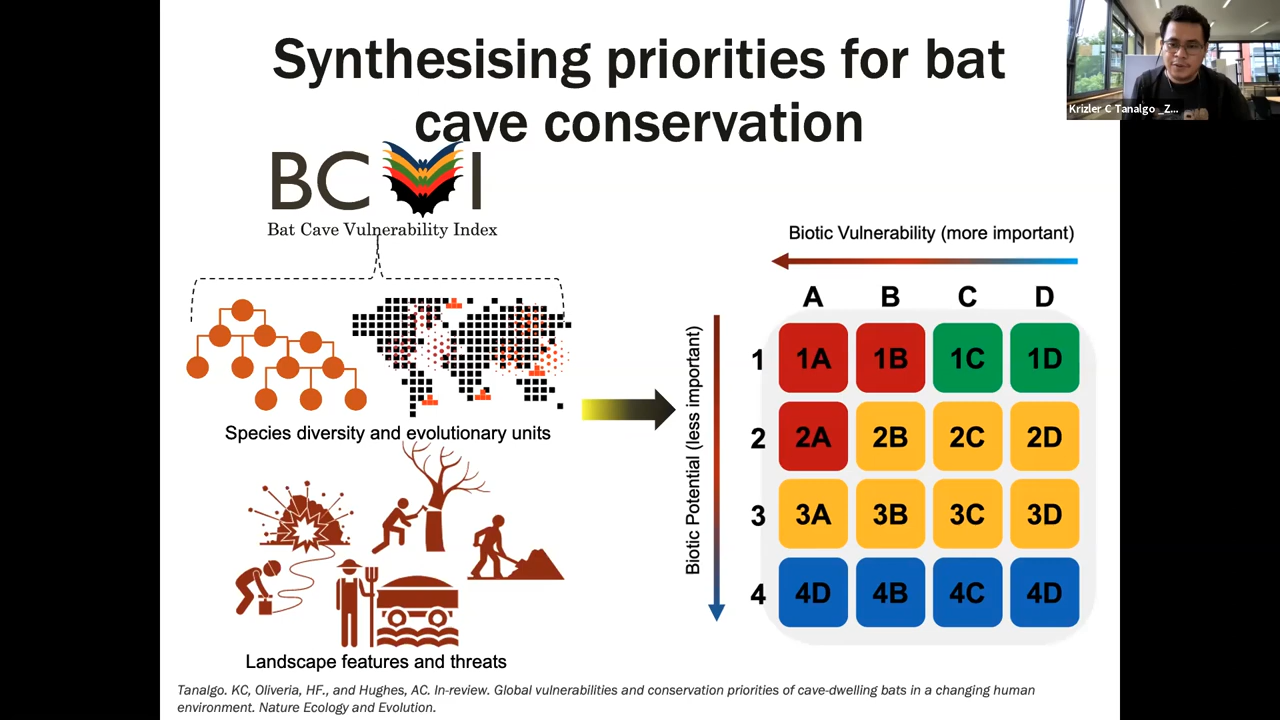 Synthesising priorities for bat
cave conservation
Krizler C Tanalgo _Z...
BC I
Bat Cave Vulnerability Index
Species diversity and evolutionary units
Landscape features and threats
Biotic Vulnerability (more important)
Biotic Potential (less important)
A B C D
1 1A 1B 1C 1D
2 2A 2B 2C 2D
3 3A 3B 3C 3D
4 4D 4B 4C 4D
Tanalgo. KC, Oliveria, HF., and Hughes, AC. In-review. Global vulnerabilities and conservation priorities of cave-dwelling bats in a changing human
environment. Nature Ecology and Evolution.